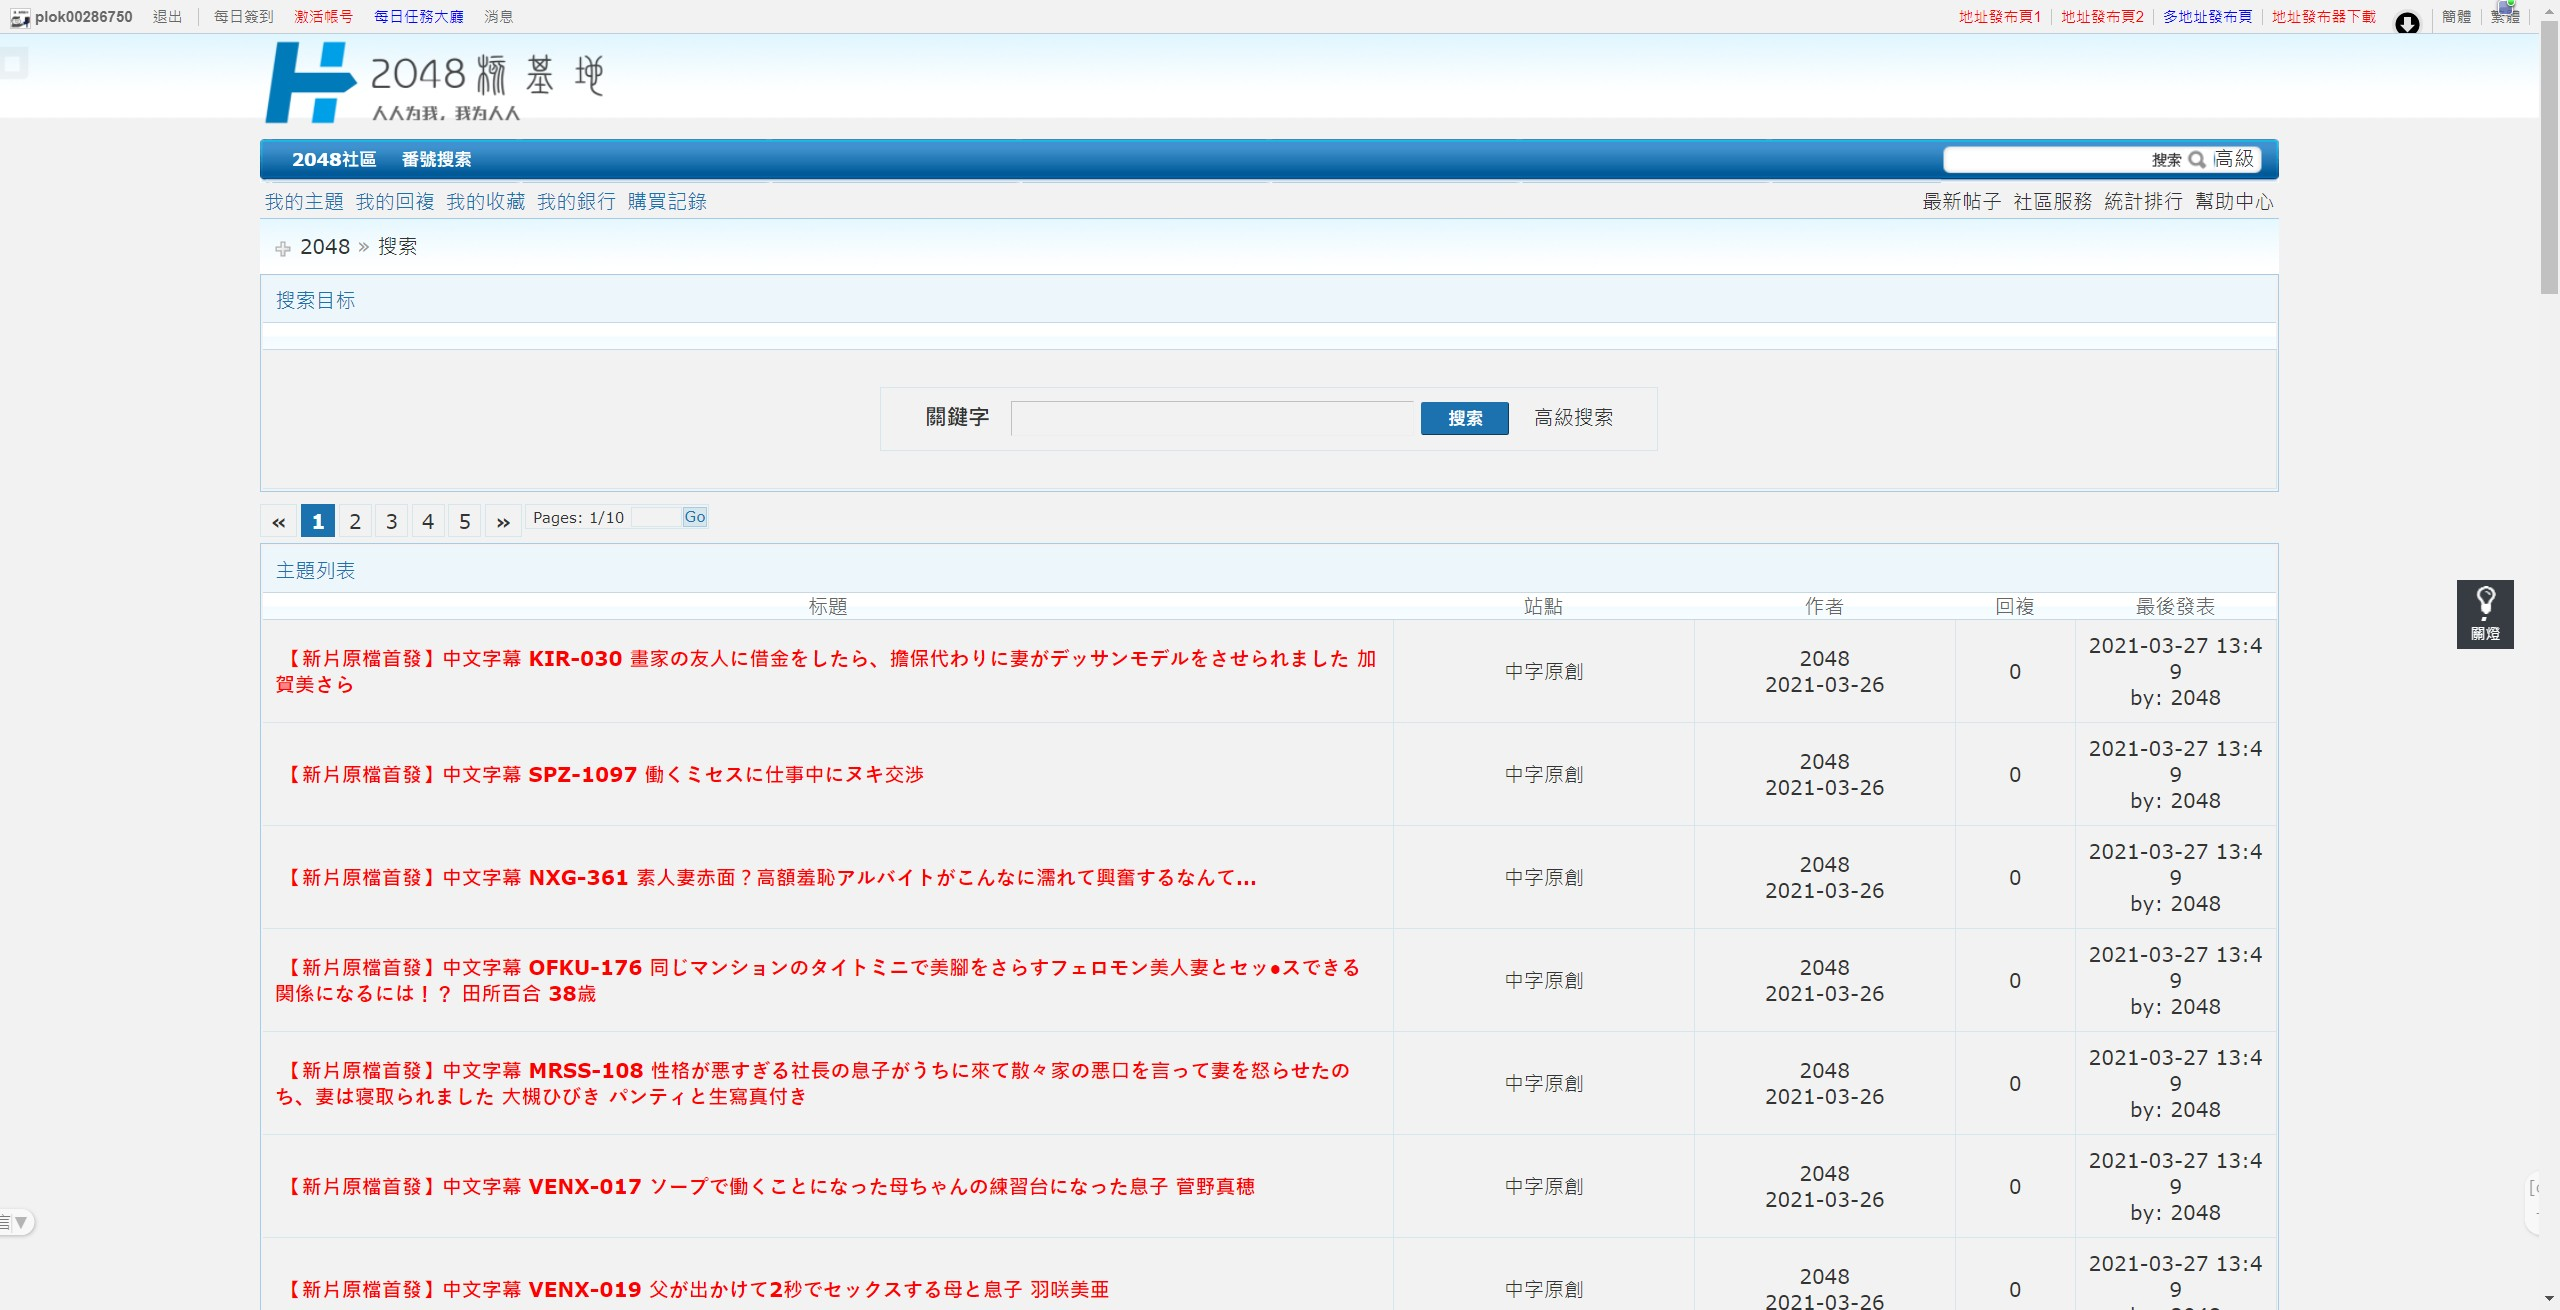 plok00286750 退出 每日簽到 激活帳号 每日任務大廳 消息 地址發布頁1 地址發布頁2 多地址發布頁 地址發布器下載 簡體 繁體
2048核基地
人人为我，我为人人
2048社區 番號搜索 搜索 高級
我的主題 我的回複 我的收藏 我的銀行 購買記錄 最新帖子 社區服務 統計排行 幫助中心
2048 » 搜索
搜索目标
關鍵字 搜索 高級搜索
« 1 2 3 4 5 » Pages: 1/10 Go
主題列表
标題 站點 作者 回複 最後發表
【新片原檔首發】中文字幕 KIR-030 畫家の友人に借金をしたら、擔保代わりに妻がデッサンモデルをさせられました 加
賀美さら
中字原創
2048
2021-03-26
0
2021-03-27 13:4
9
by: 2048
【新片原檔首發】中文字幕 SPZ-1097 働くミセスに仕事中にヌキ交渉
中字原創
2048
2021-03-26
0
2021-03-27 13:4
9
by: 2048
【新片原檔首發】中文字幕 NXG-361 素人妻赤面？高額羞恥アルバイトがこんなに濡れて興奮するなんて...
中字原創
2048
2021-03-26
0
2021-03-27 13:4
9
by: 2048
【新片原檔首發】中文字幕 OFKU-176 同じマンションのタイトミニで美腳をさらすフェロモン美人妻とセッ●スできる
関係になるには！？ 田所百合 38歳
中字原創
2048
2021-03-26
0
2021-03-27 13:4
9
by: 2048
【新片原檔首發】中文字幕 MRSS-108 性格が悪すぎる社長の息子がうちに來て散々家の悪口を言って妻を怒らせたの
ち、妻は寝取られました 大槻ひびき パンティと生寫真付き
中字原創
2048
2021-03-26
0
2021-03-27 13:4
9
by: 2048
【新片原檔首發】中文字幕 VENX-017 ソープで働くことになった母ちゃんの練習台になった息子 菅野真穂
中字原創
2048
2021-03-26
0
2021-03-27 13:4
9
by: 2048
【新片原檔首發】中文字幕 VENX-019 父が出かけて2秒でセックスする母と息子 羽咲美亜
中字原創
2048
2021-03-26
0
2021-03-27 13:4
9
關燈